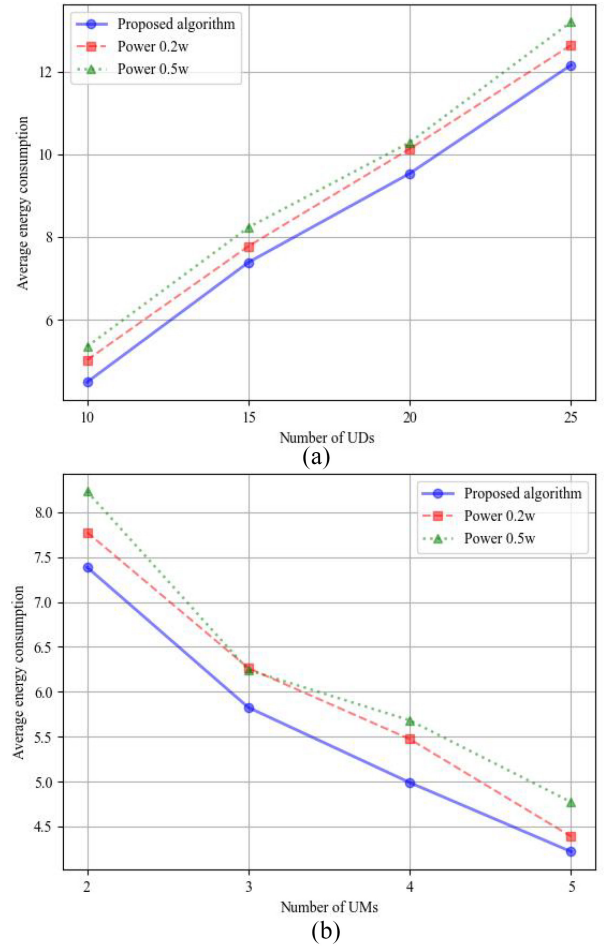 Proposed algorithm
Power 0.2w
Power 0.5w
12
10
8
6
Average energy consumption
10 15 20 25
Number of UDs
(a)
Proposed algorithm
Power 0.2w
Power 0.5w
8.0
7.5
7.0
6.5
6.0
5.5
5.0
4.5
Average energy consumption
2 3 4 5
Number of UMs
(b)